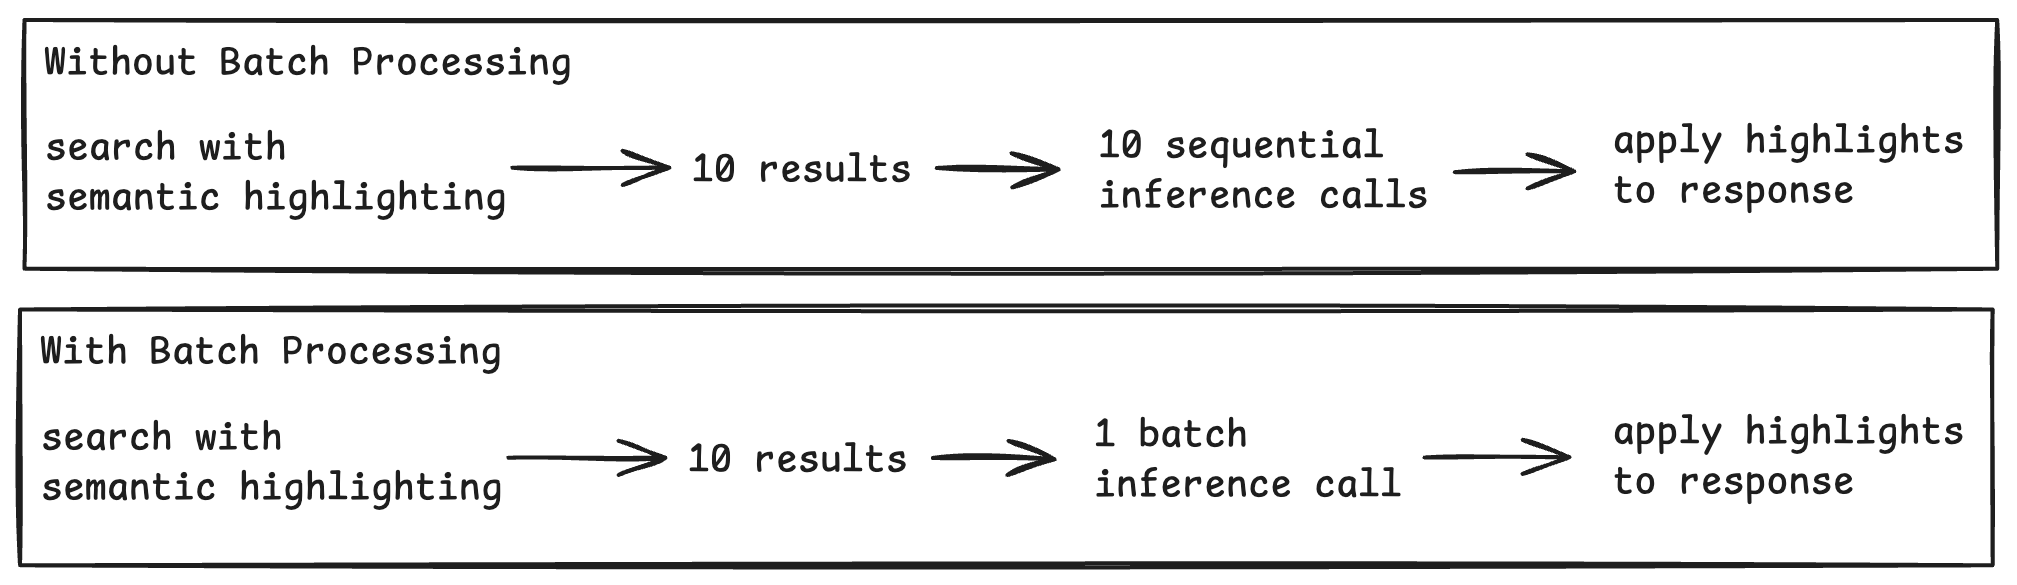 Without Batch Processing
search with
semantic highlighting
10 results
10 sequential
inference calls
apply highlights
to response
With Batch Processing
search with
semantic highlighting
10 results
1 batch
inference call
apply highlights
to response